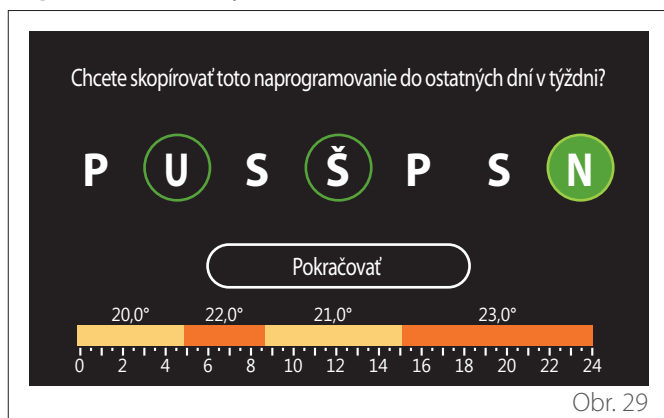 Chcete skopírovať toto naprogramovanie do ostatných dní v týždni?
P U S Š P S N
Pokračovať
20,0° 22,0° 21,0° 23,0°
0 2 4 6 8 10 12 14 16 18 20 22 24
Obr. 29